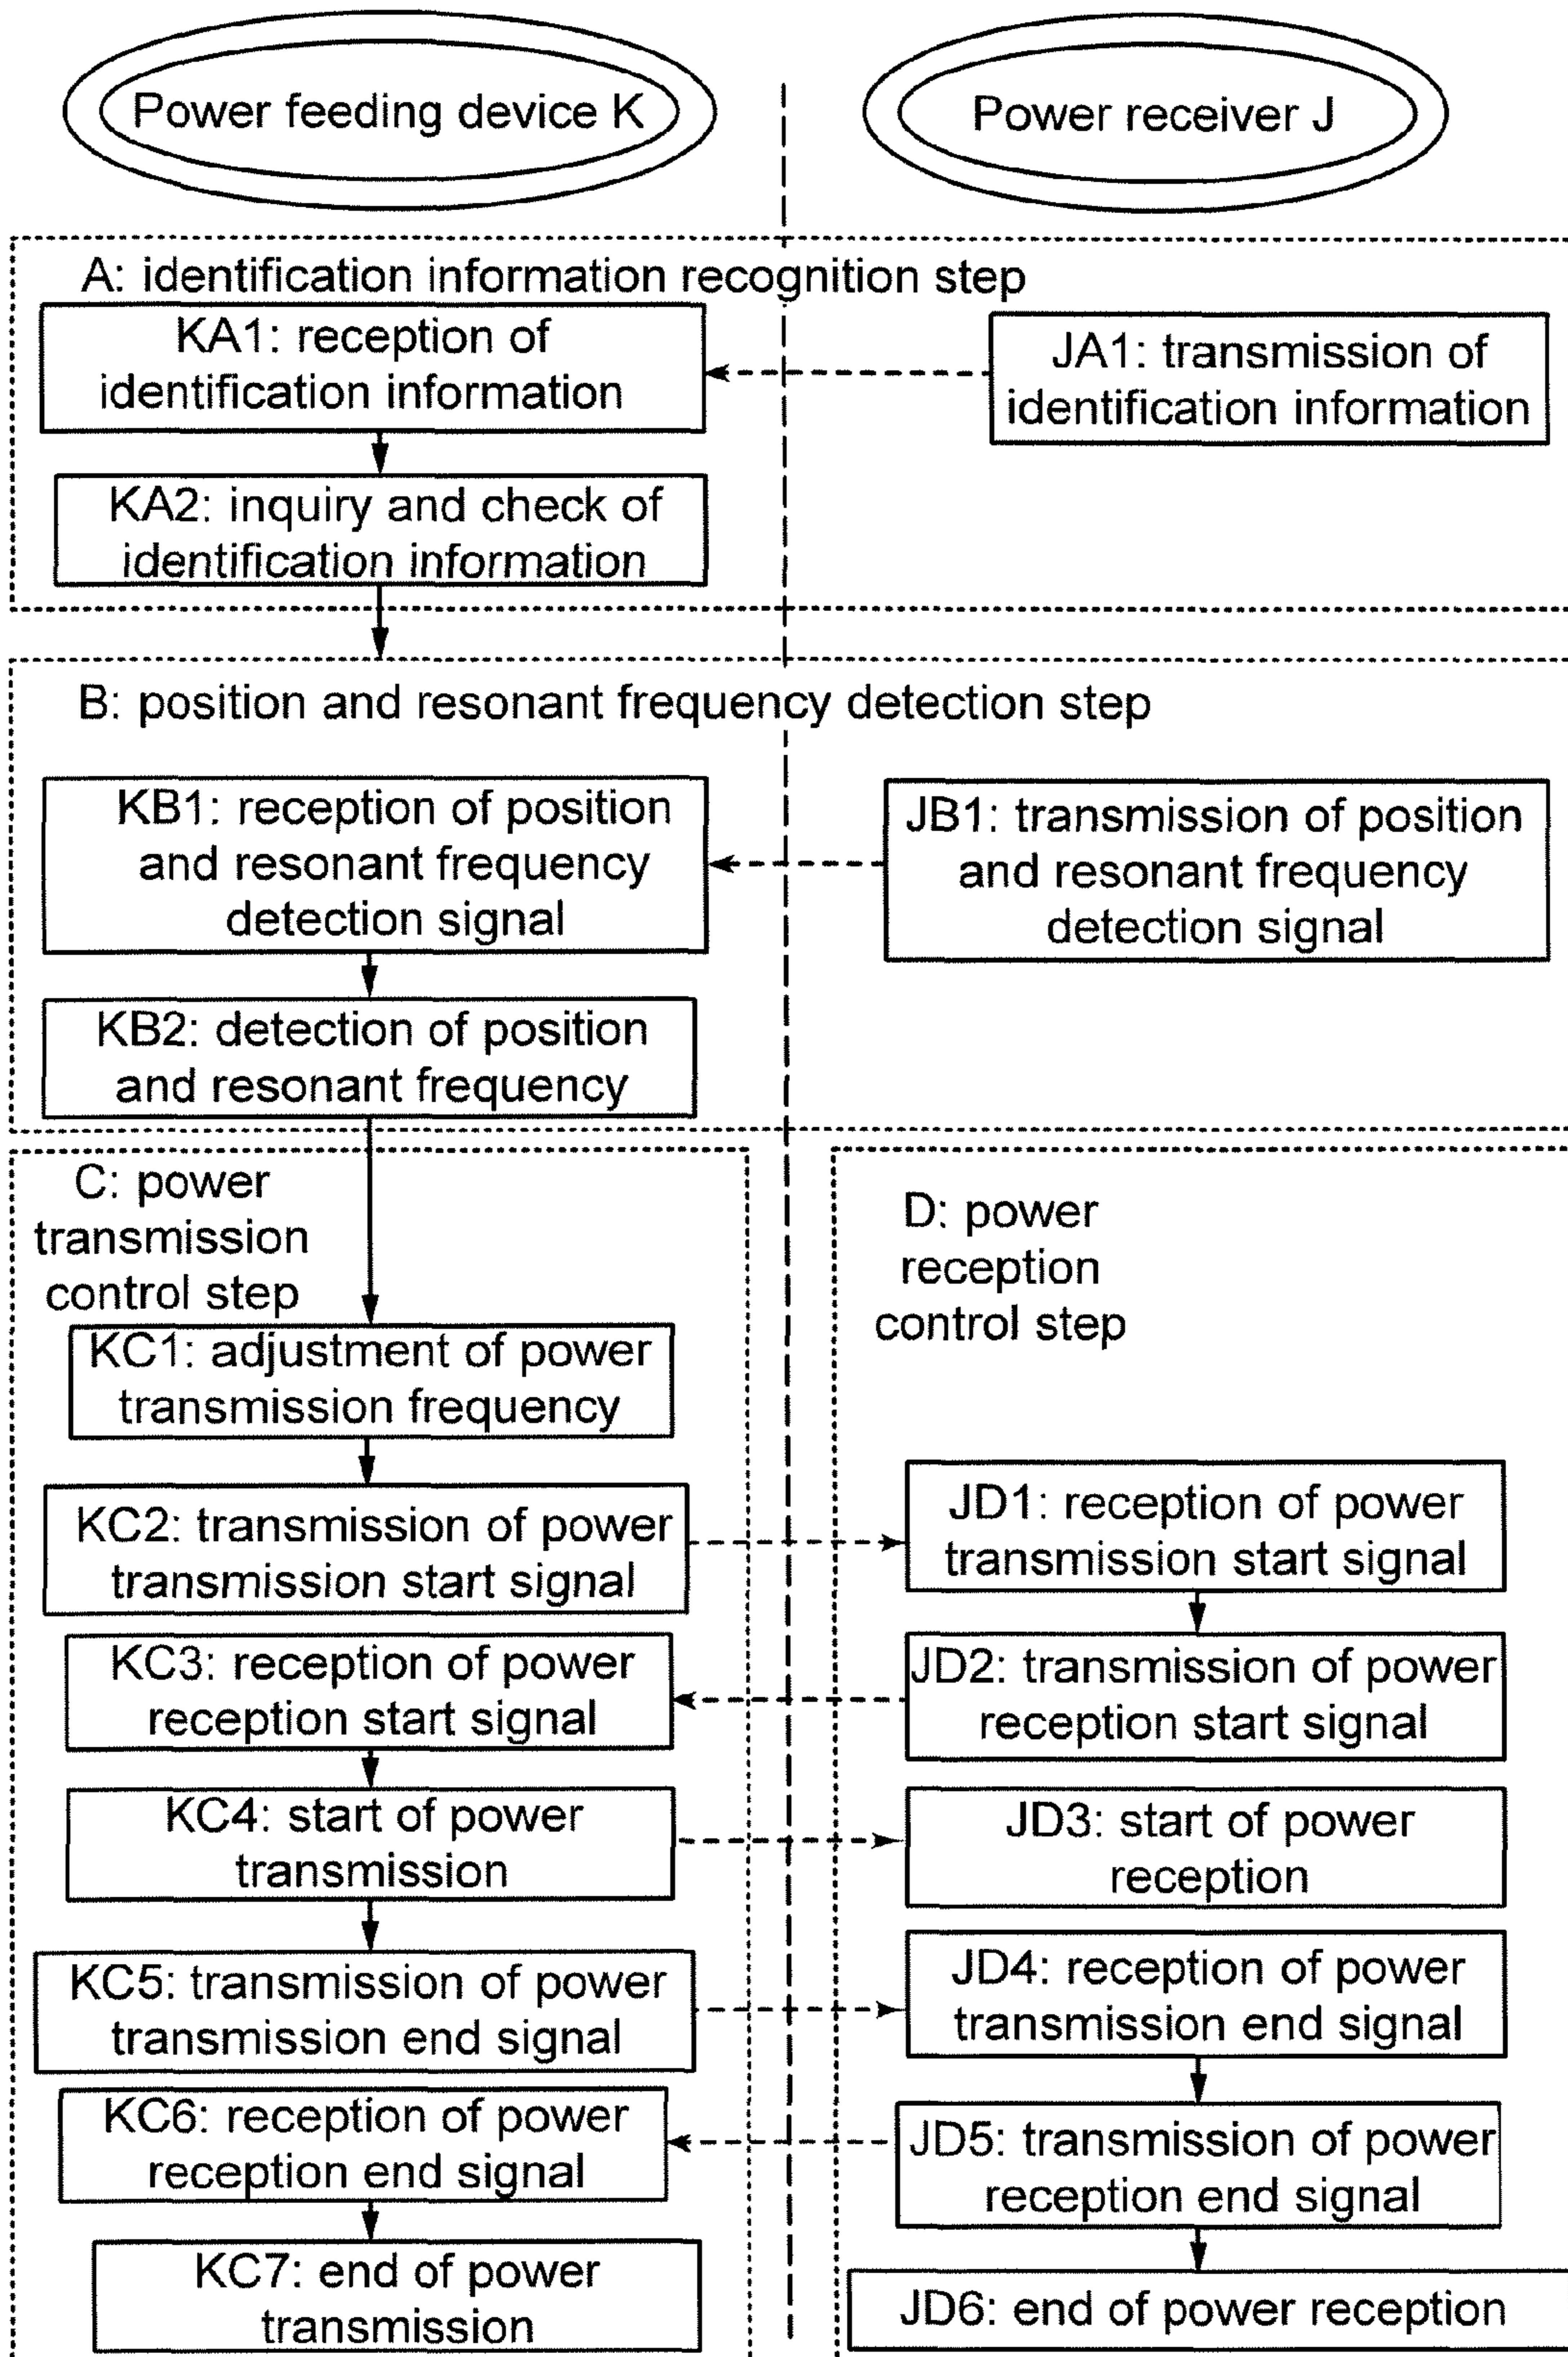 Power feeding device K
Power receiver J
A: identification information recognition step
KA1: reception of
identification information
JA1: transmission of
identification information
KA2: inquiry and check of
identification information
B: position and resonant frequency detection step
KB1: reception of position
and resonant frequency
detection signal
JB1: transmission of position
and resonant frequency
detection signal
KB2: detection of position
and resonant frequency
C: power
transmission
control step
D: power
reception
control step
KC1: adjustment of power
transmission frequency
KC2: transmission of power
transmission start signal
JD1: reception of power
transmission start signal
KC3: reception of power
reception start signal
JD2: transmission of power
reception start signal
KC4: start of power
transmission
JD3: start of power
reception
KC5: transmission of power
transmission end signal
JD4: reception of power
transmission end signal
KC6: reception of power
reception end signal
JD5: transmission of power
reception end signal
KC7: end of power
transmission
JD6: end of power reception